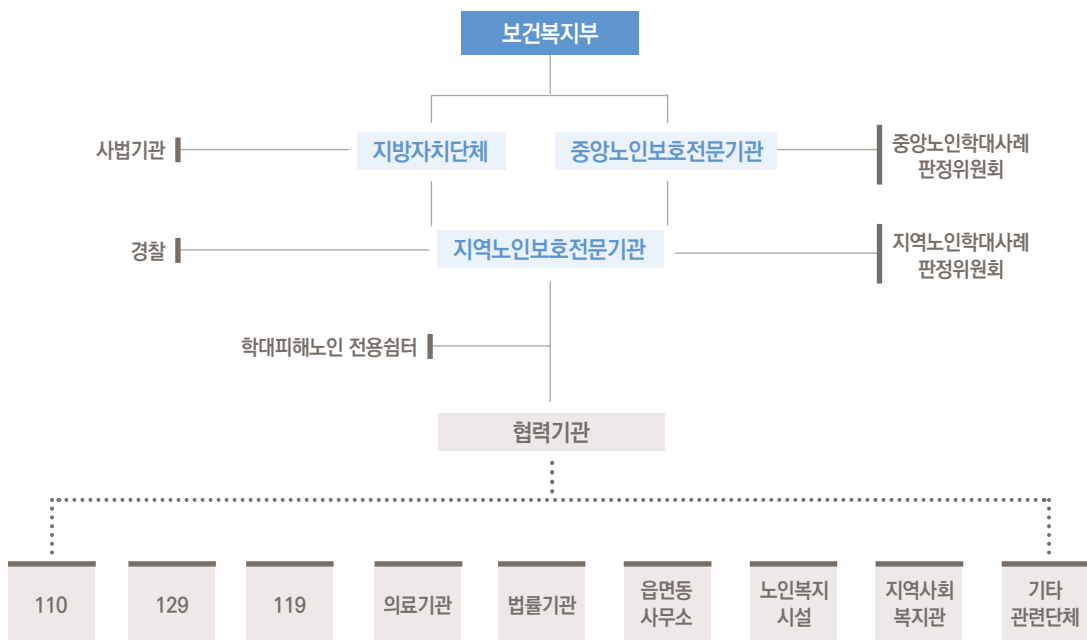 보건복지부
사법기관
지방자치단체
중앙노인보호전문기관
중앙노인학대사례
판정위원회
경찰
지역노인보호전문기관
지역노인학대사례
판정위원회
학대피해노인 전용쉼터
협력기관
110
129
119
의료기관
법률기관
읍면동
사무소
노인복지
시설
지역사회
복지관
기타
관련단체